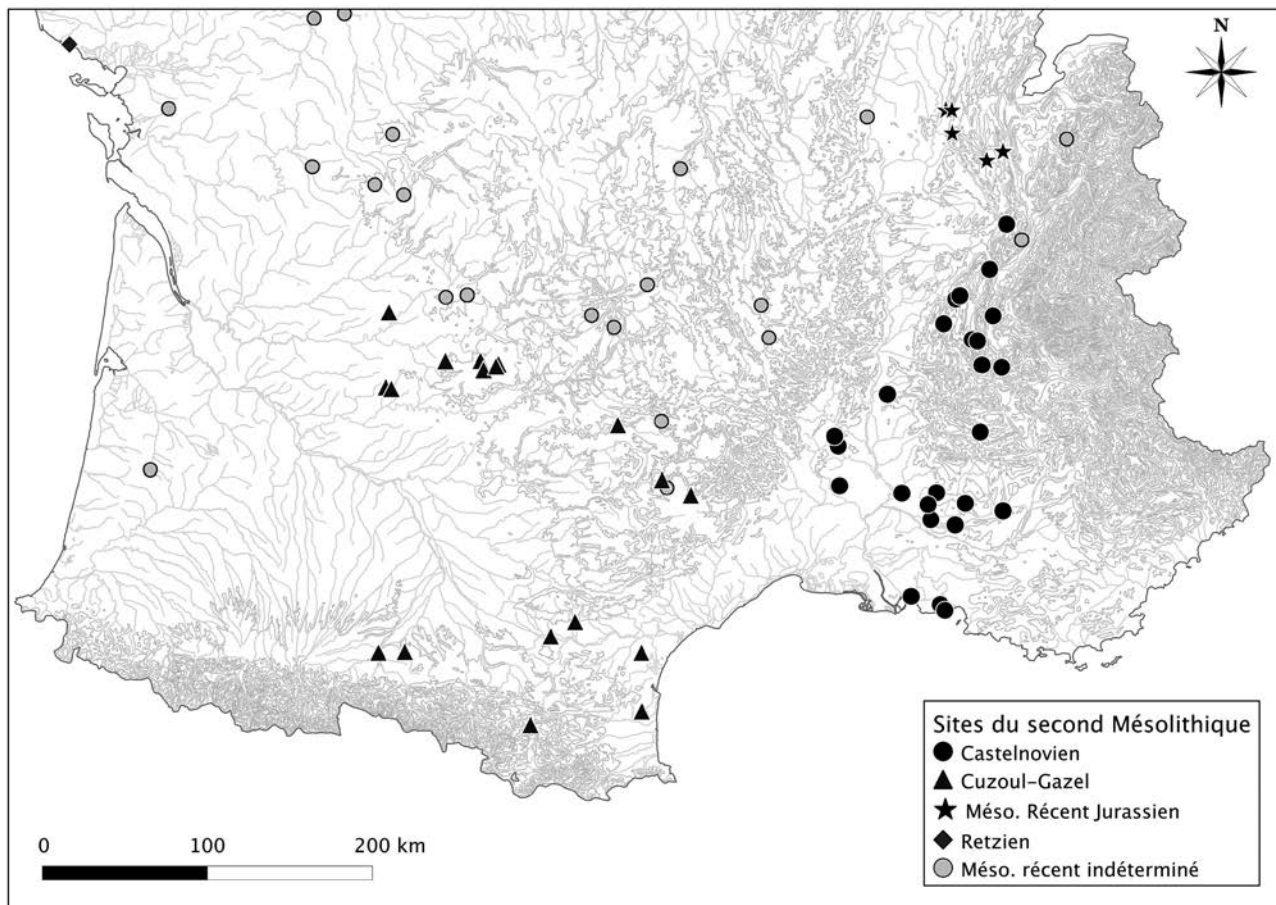 N
Sites du second Mésolithique
Castelnovien
Cuzoul-Gazel
Méso. Récent Jurassien
Retzien
Méso. récent indéterminé
0 100 200 km